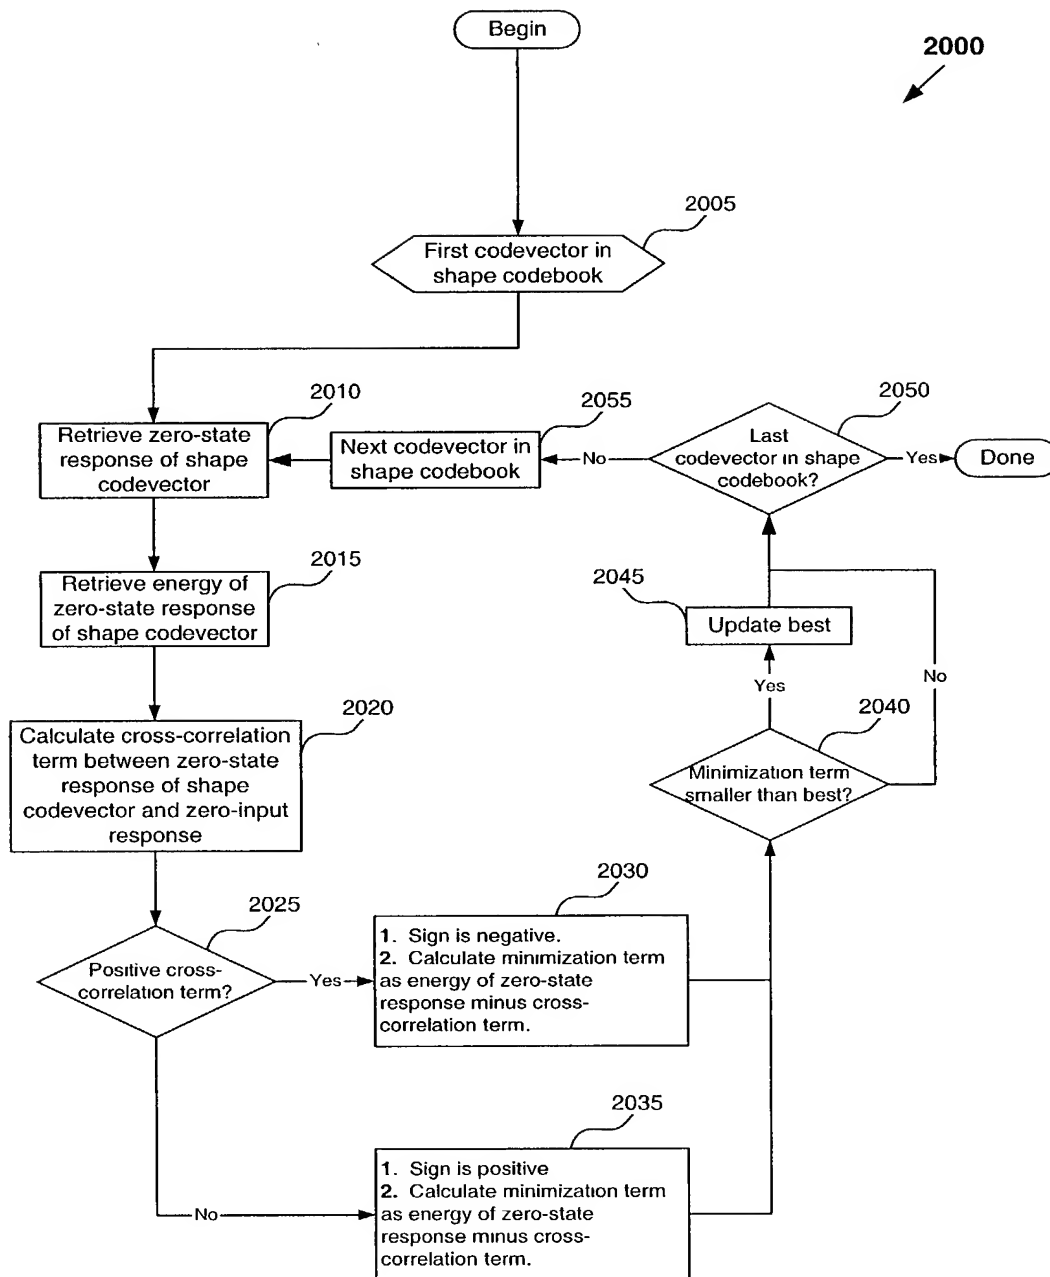 Begin
2000
2005
First codevector in
shape codebook
2010
Retrieve zero-state
response of shape
codevector
2055
Next codevector in
shape codebook
No
2050
Last
codevector in shape
codebook?
Yes
Done
2015
Retrieve energy of
zero-state response
of shape codevector
2045
Update best
Yes
No
2020
Calculate cross-correlation
term between zero-state
response of shape
codevector and zero-input
response
2040
Minimization term
smaller than best?
2025
Positive cross-
correlation term?
Yes
2030
1. Sign is negative.
2. Calculate minimization term
as energy of zero-state
response minus cross-
correlation term.
No
2035
1. Sign is positive
2. Calculate minimization term
as energy of zero-state
response minus cross-
correlation term.